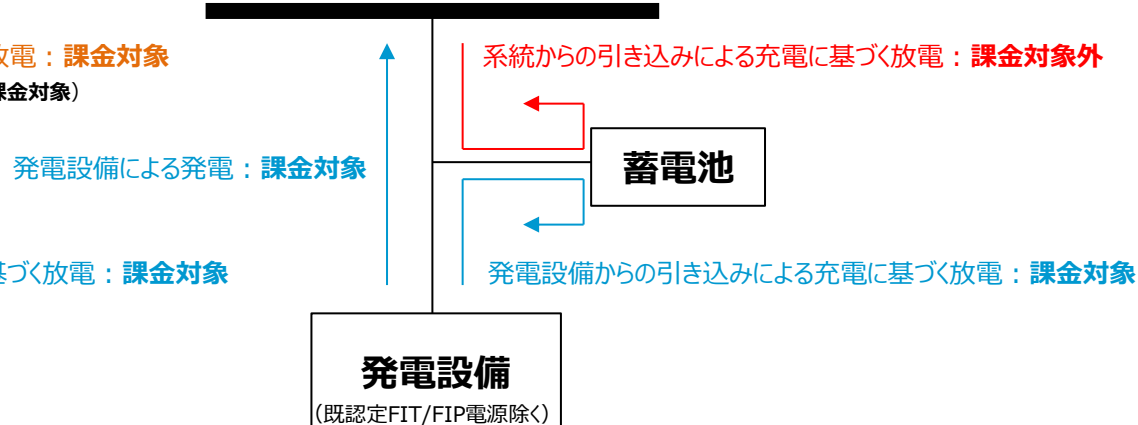 放電：課金対象
系統からの引き込みによる充電に基づく放電：課金対象外
課金対象）
発電設備による発電：課金対象
蓄電池
基づく放電：課金対象
発電設備からの引き込みによる充電に基づく放電：課金対象
発電設備
（既認定FIT/FIP電源除く）